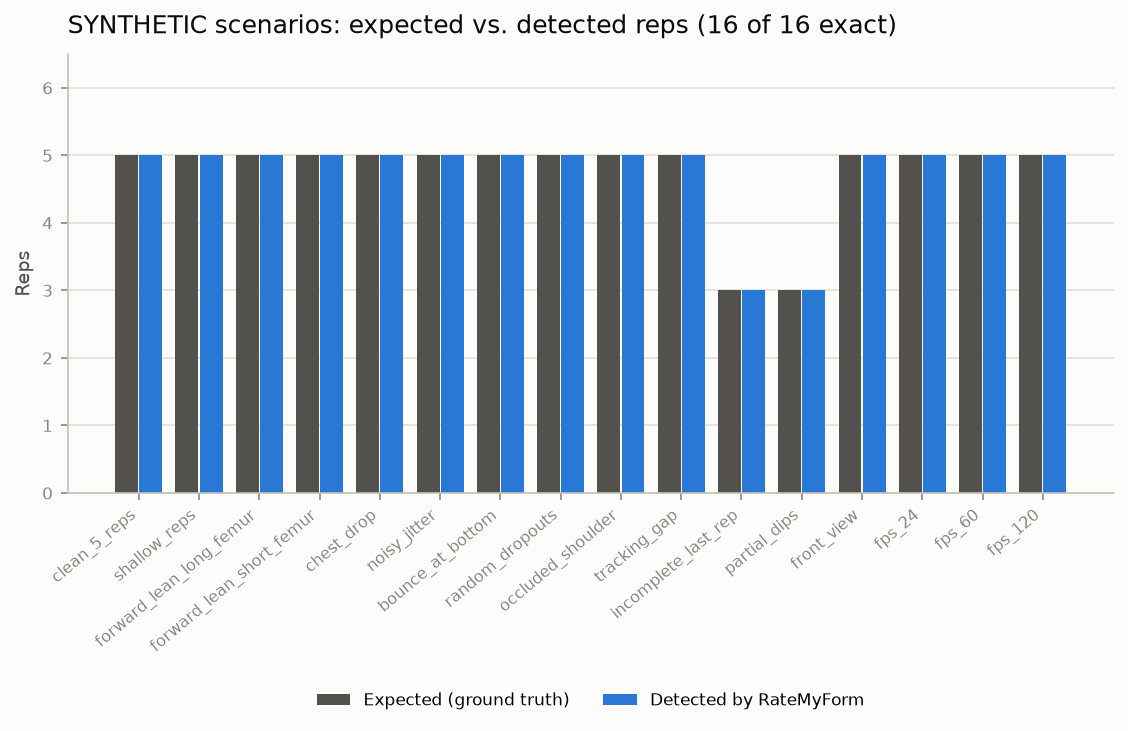 SYNTHETIC scenarios: expected vs. detected reps (16 of 16 exact)
Reps
6
5
4
3
2
1
0
clean_5_reps
shallow_reps
forward_lean_long_femur
forward_lean_short_femur
chest_drop
noisy_jitter
bounce_at_bottom
random_dropouts
occluded_shoulder
tracking_gap
incomplete_last_rep
partial_dips
front_view
fps_24
fps_60
fps_120
Expected (ground truth)
Detected by RateMyForm